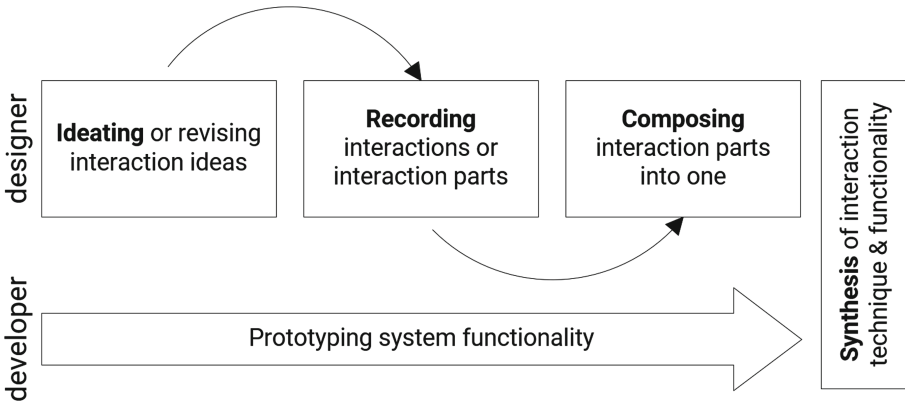 designer
Ideating or revising
interaction ideas
Recording
interactions or
interaction parts
Composing
interaction parts
into one
Synthesis of interaction
technique & functionality
developer
Prototyping system functionality